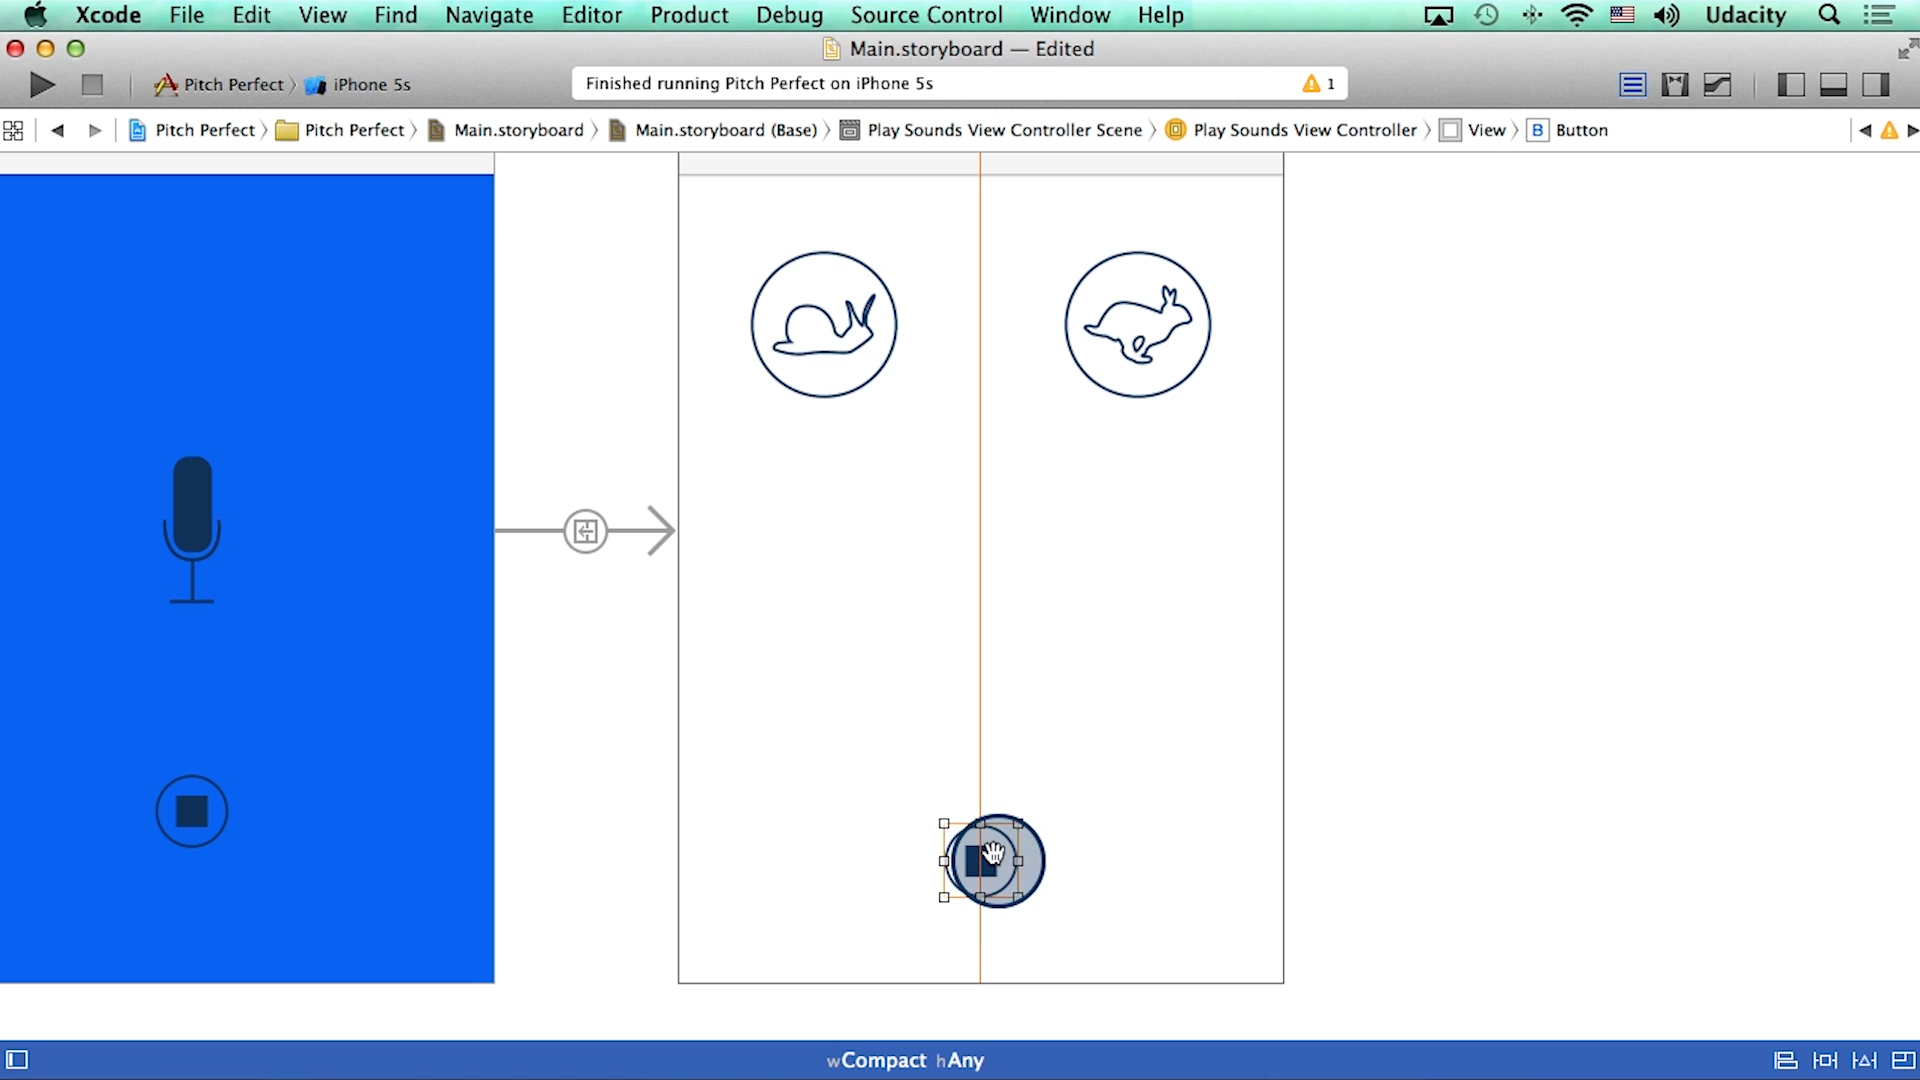 Xcode File Edit View Find Navigate Editor Product Debug Source Control Window Help Udacity
Main.storyboard — Edited
Pitch Perfect iPhone 5s Finished running Pitch Perfect on iPhone 5s 1
Pitch Perfect Pitch Perfect Main.storyboard Main.storyboard (Base) Play Sounds View Controller Scene Play Sounds View Controller View B Button
wCompact hAny